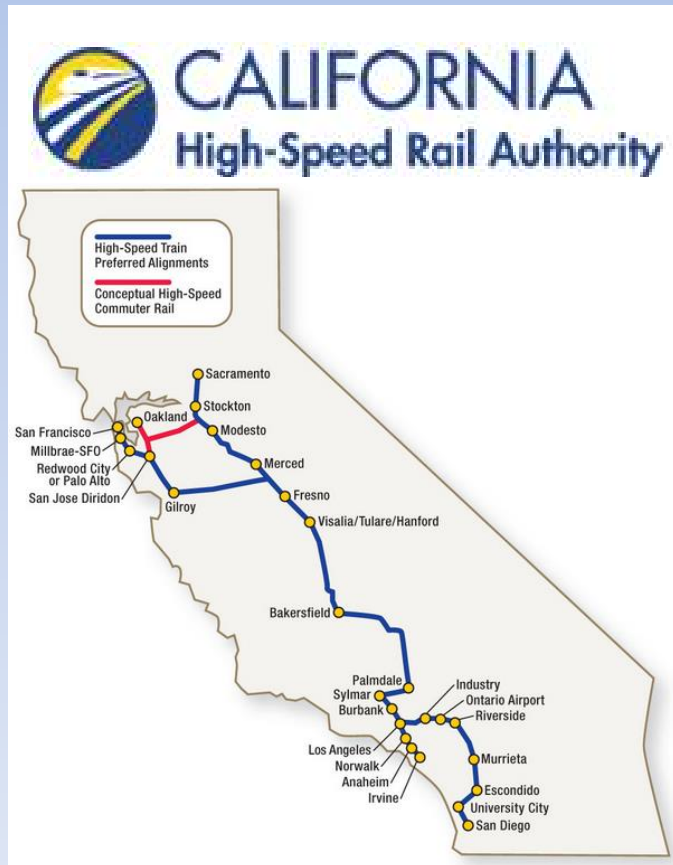 CALIFORNIA
High-Speed Rail Authority
High-Speed Train
Preferred Alignments
Conceptual High-Speed
Commuter Rail
Sacramento
Stockton
Oakland
San Francisco
Modesto
Millbrae-SFO
Redwood City
or Palo Alto
Merced
San Jose Diridon
Gilroy
Fresno
Visalia/Tulare/Hanford
Bakersfield
Palmdale
Industry
Sylmar
Ontario Airport
Burbank
Riverside
Los Angeles
Norwalk
Murrieta
Anaheim
Irvine
Escondido
University City
San Diego